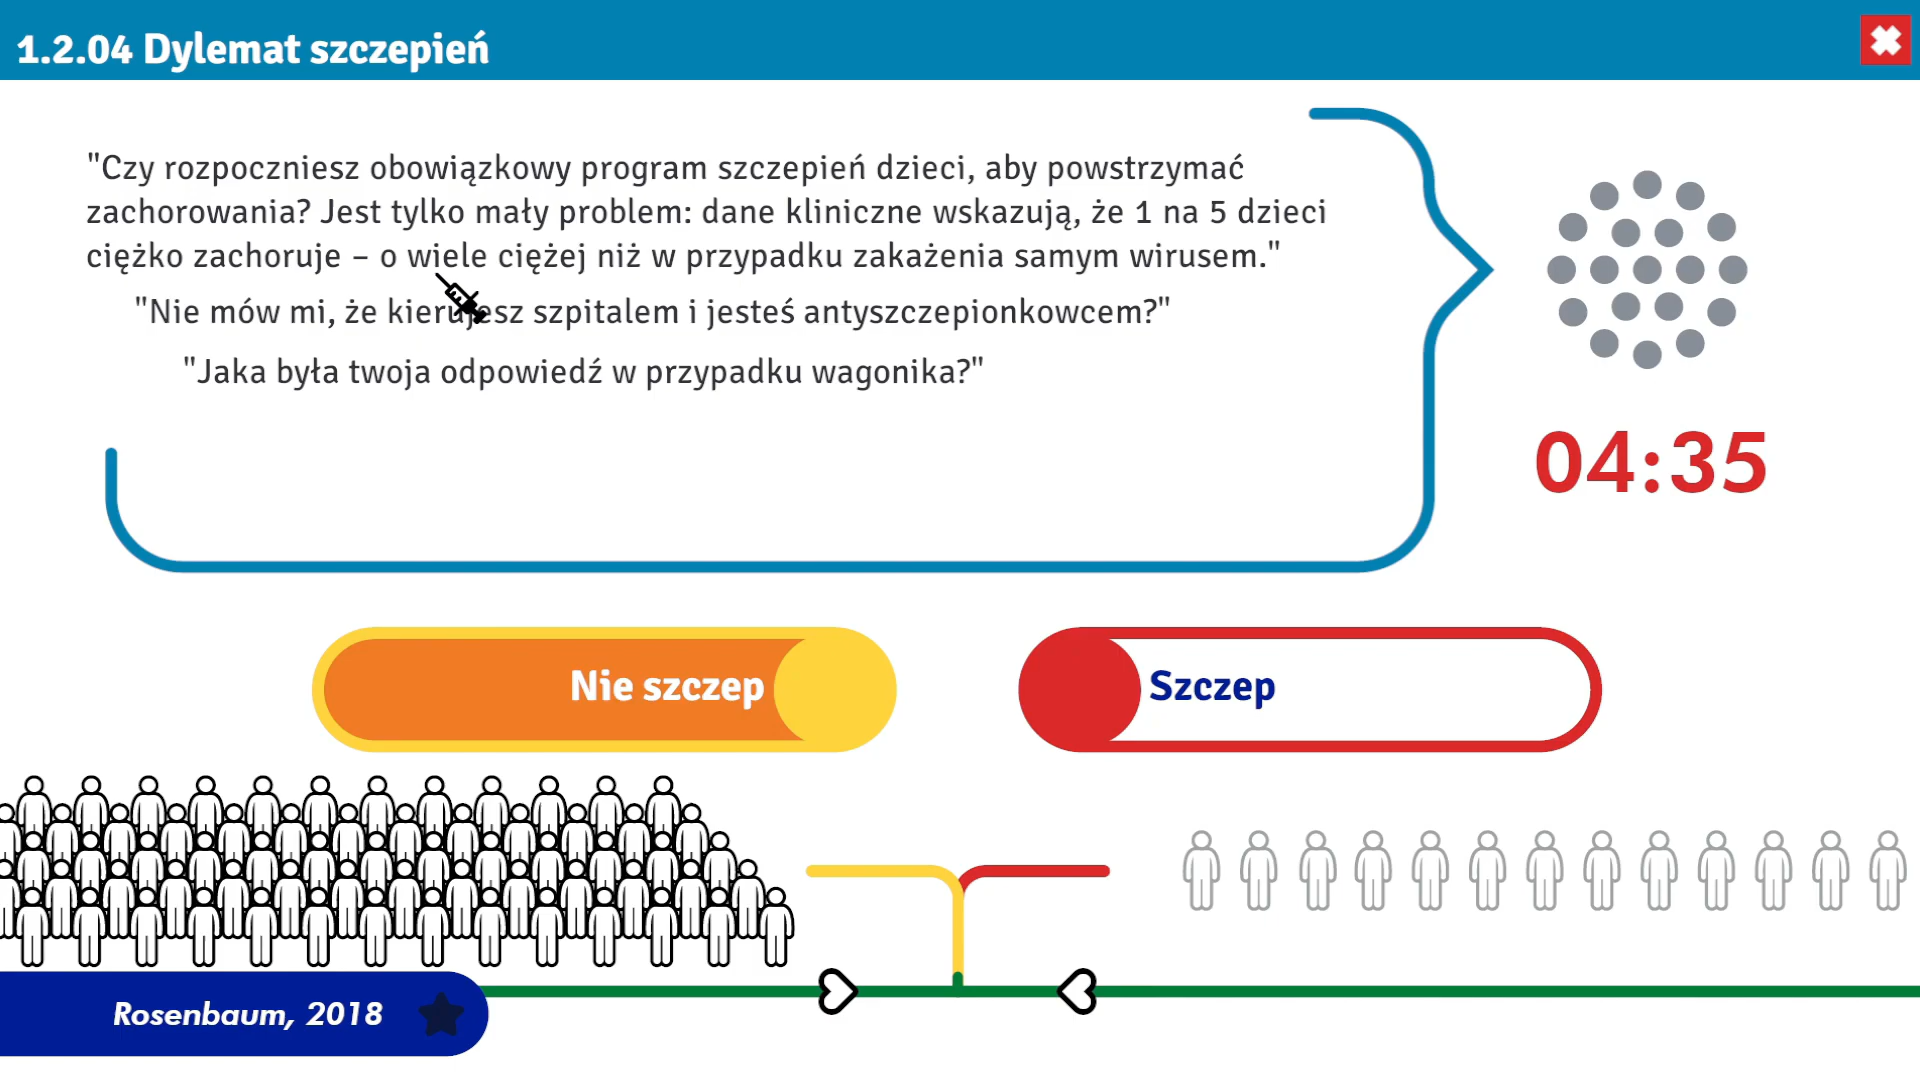 1.2.04 Dylemat szczepień
"Czy rozpoczniesz obowiązkowy program szczepień dzieci, aby powstrzymać
zachorowania? Jest tylko mały problem: dane kliniczne wskazują, że 1 na 5 dzieci
ciężko zachoruje – o wiele ciężej niż w przypadku zakażenia samym wirusem."
"Nie mów mi, że kierujesz szpitalem i jesteś antyszczepionkowcem?"
"Jaka była twoja odpowiedź w przypadku wagonika?"
04:35
Nie szczep
Szczep
Rosenbaum, 2018